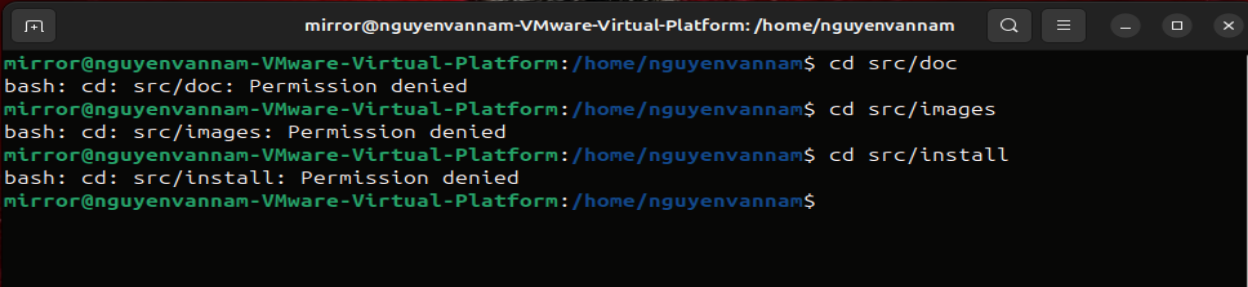 mirror@nguyenvannam-VMware-Virtual-Platform: /home/nguyenvannam
mirror@nguyenvannam-VMware-Virtual-Platform:/home/nguyenvannam$ cd src/doc
bash: cd: src/doc: Permission denied
mirror@nguyenvannam-VMware-Virtual-Platform:/home/nguyenvannam$ cd src/images
bash: cd: src/images: Permission denied
mirror@nguyenvannam-VMware-Virtual-Platform:/home/nguyenvannam$ cd src/install
bash: cd: src/install: Permission denied
mirror@nguyenvannam-VMware-Virtual-Platform:/home/nguyenvannam$